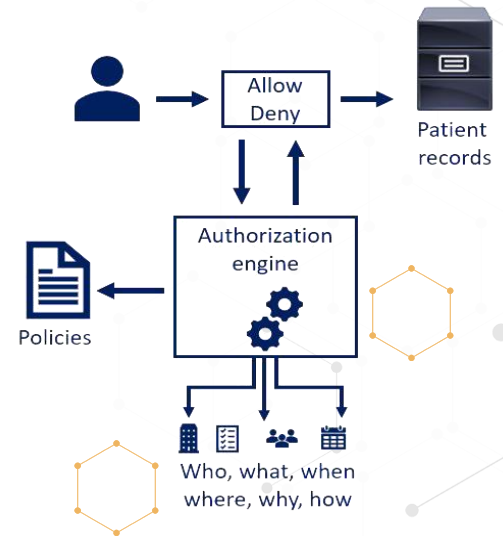 Allow
Deny
Patient
records
Authorization
engine
Policies
Who, what, when
where, why, how